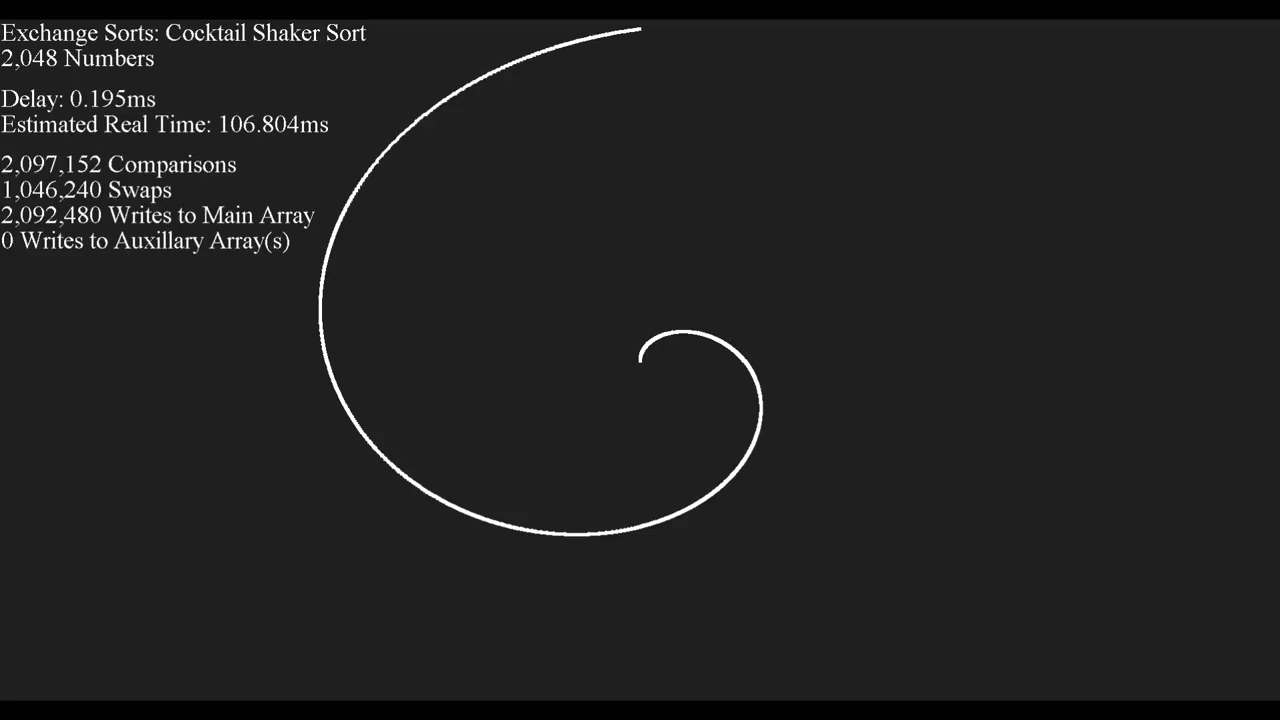 Exchange Sorts: Cocktail Shaker Sort
2,048 Numbers
Delay: 0.195ms
Estimated Real Time: 106.804ms
2,097,152 Comparisons
1,046,240 Swaps
2,092,480 Writes to Main Array
0 Writes to Auxillary Array(s)